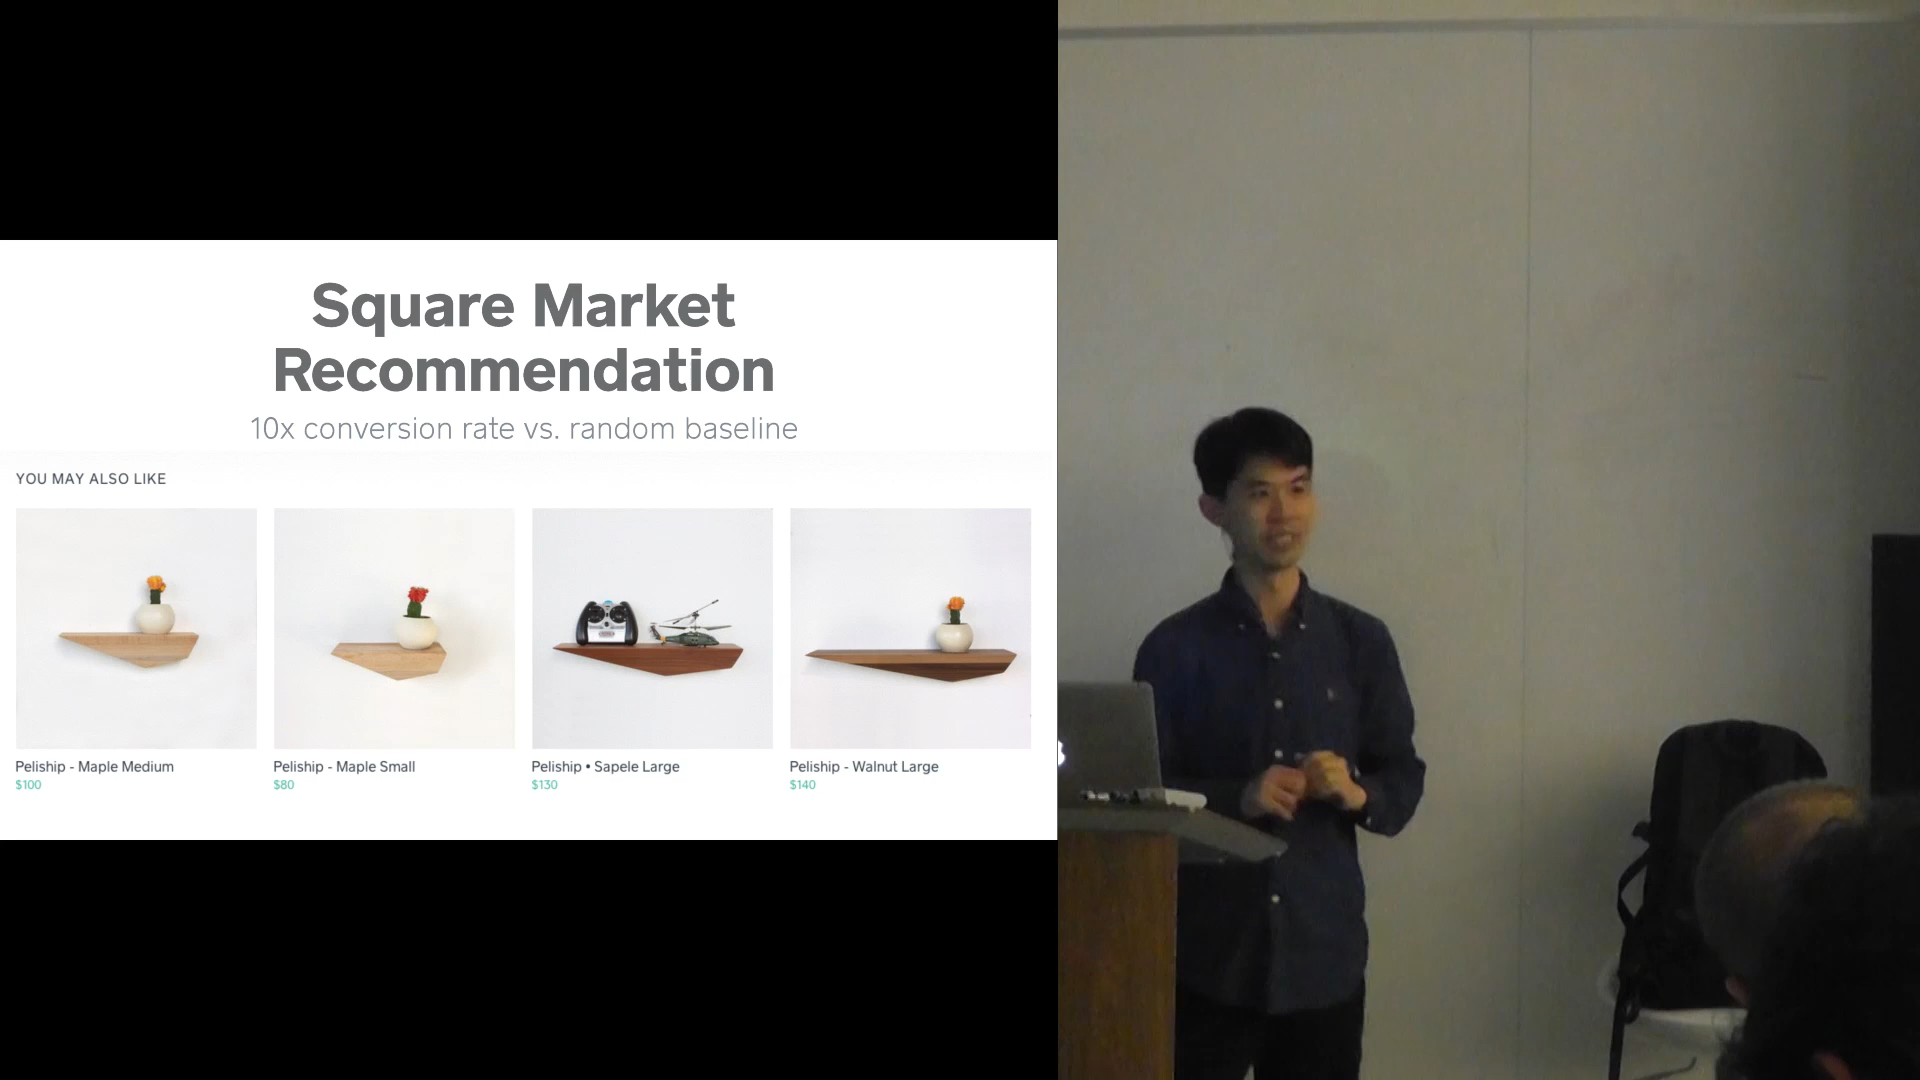 Square Market
Recommendation
10x conversion rate vs. random baseline
YOU MAY ALSO LIKE
Peliship - Maple Medium
$100
Peliship - Maple Small
$80
Peliship • Sapele Large
$130
Peliship - Walnut Large
$140